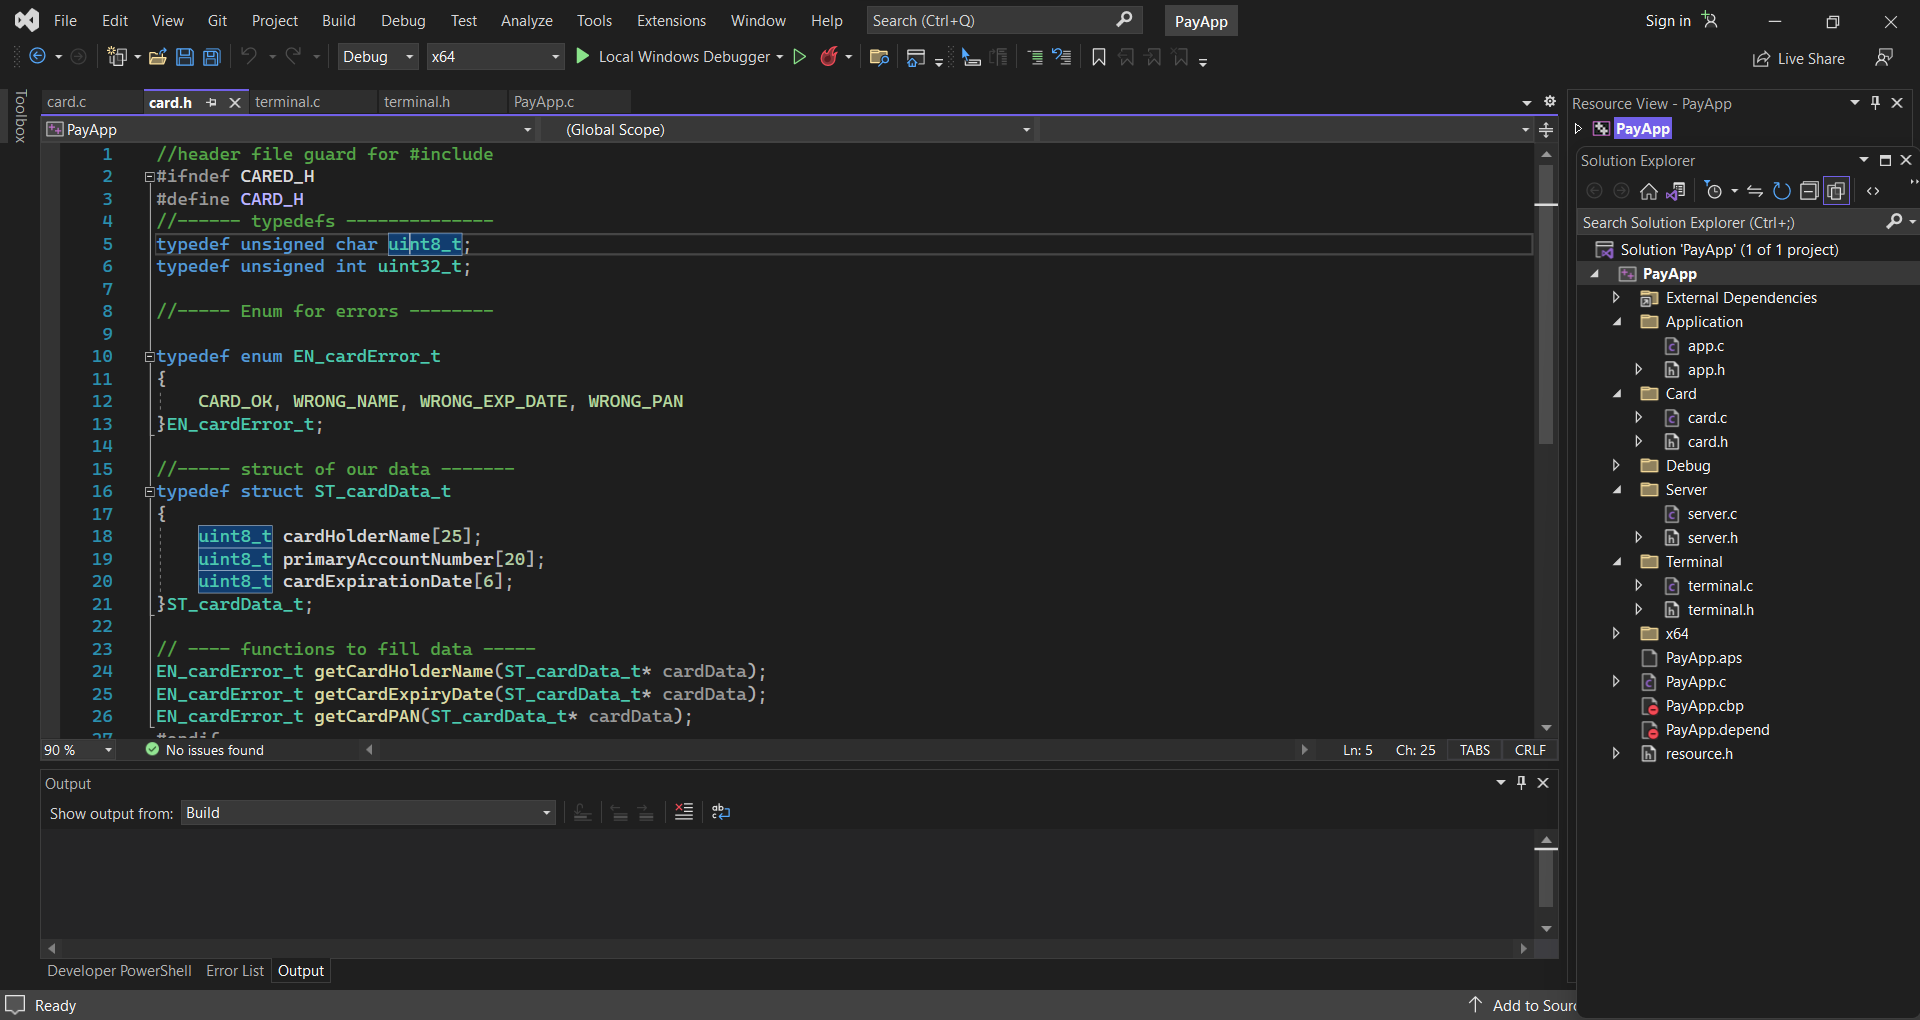 File Edit View Git Project Build Debug Test Analyze Tools Extensions Window Help Search (Ctrl+Q) PayApp Sign in
Debug x64 Local Windows Debugger Live Share
Toolbox
card.c card.h terminal.c terminal.h PayApp.c
PayApp (Global Scope)
1 //header file guard for #include
2 #ifndef CARED_H
3 #define CARD_H
4 //------ typedefs --------------
5 typedef unsigned char uint8_t;
6 typedef unsigned int uint32_t;
7
8 //----- Enum for errors --------
9
10 typedef enum EN_cardError_t
11 {
12 CARD_OK, WRONG_NAME, WRONG_EXP_DATE, WRONG_PAN
13 }EN_cardError_t;
14
15 //----- struct of our data -------
16 typedef struct ST_cardData_t
17 {
18 uint8_t cardHolderName[25];
19 uint8_t primaryAccountNumber[20];
20 uint8_t cardExpirationDate[6];
21 }ST_cardData_t;
22
23 // ---- functions to fill data -----
24 EN_cardError_t getCardHolderName(ST_cardData_t* cardData);
25 EN_cardError_t getCardExpiryDate(ST_cardData_t* cardData);
26 EN_cardError_t getCardPAN(ST_cardData_t* cardData);
27 #endif
90 % No issues found Ln: 5 Ch: 25 TABS CRLF
Output
Show output from: Build
Developer PowerShell Error List Output
Ready Add to Sour
Resource View - PayApp
PayApp
Solution Explorer
Search Solution Explorer (Ctrl+;)
Solution 'PayApp' (1 of 1 project)
PayApp
External Dependencies
Application
app.c
app.h
Card
card.c
card.h
Debug
Server
server.c
server.h
Terminal
terminal.c
terminal.h
x64
PayApp.aps
PayApp.c
PayApp.cbp
PayApp.depend
resource.h